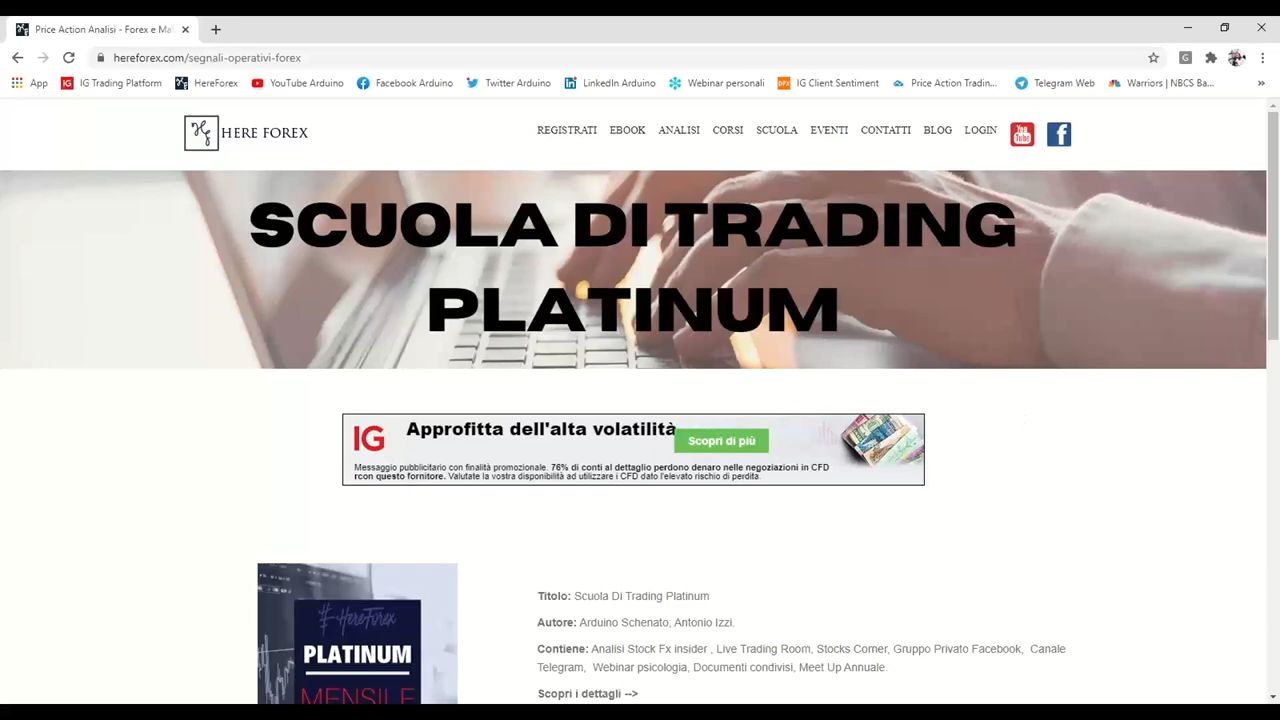 Price Action Analisi - Forex e Ma
hereforex.com/segnali-operativi-forex
App IG Trading Platform HereForex YouTube Arduino Facebook Arduino Twitter Arduino LinkedIn Arduino Webinar personali IG Client Sentiment Price Action Tradin... Telegram Web Warriors | NBCS Ba... »
HERE FOREX
REGISTRATI EBOOK ANALISI CORSI SCUOLA EVENTI CONTATTI BLOG LOGIN
SCUOLA DI TRADING
PLATINUM
IG Approfitta dell'alta volatilità
Scopri di più
Messaggio pubblicitario con finalità promozionale. 76% di conti al dettaglio perdono denaro nelle negoziazioni in CFD
rcon questo fornitore. Valutate la vostra disponibilità ad utilizzare i CFD dato l'elevato rischio di perdita.
#HereForex
PLATINUM
MENSILE
Titolo: Scuola Di Trading Platinum
Autore: Arduino Schenato, Antonio Izzi.
Contiene: Analisi Stock Fx insider , Live Trading Room, Stocks Corner, Gruppo Privato Facebook, Canale
Telegram, Webinar psicologia, Documenti condivisi, Meet Up Annuale.
Scopri i dettagli -->